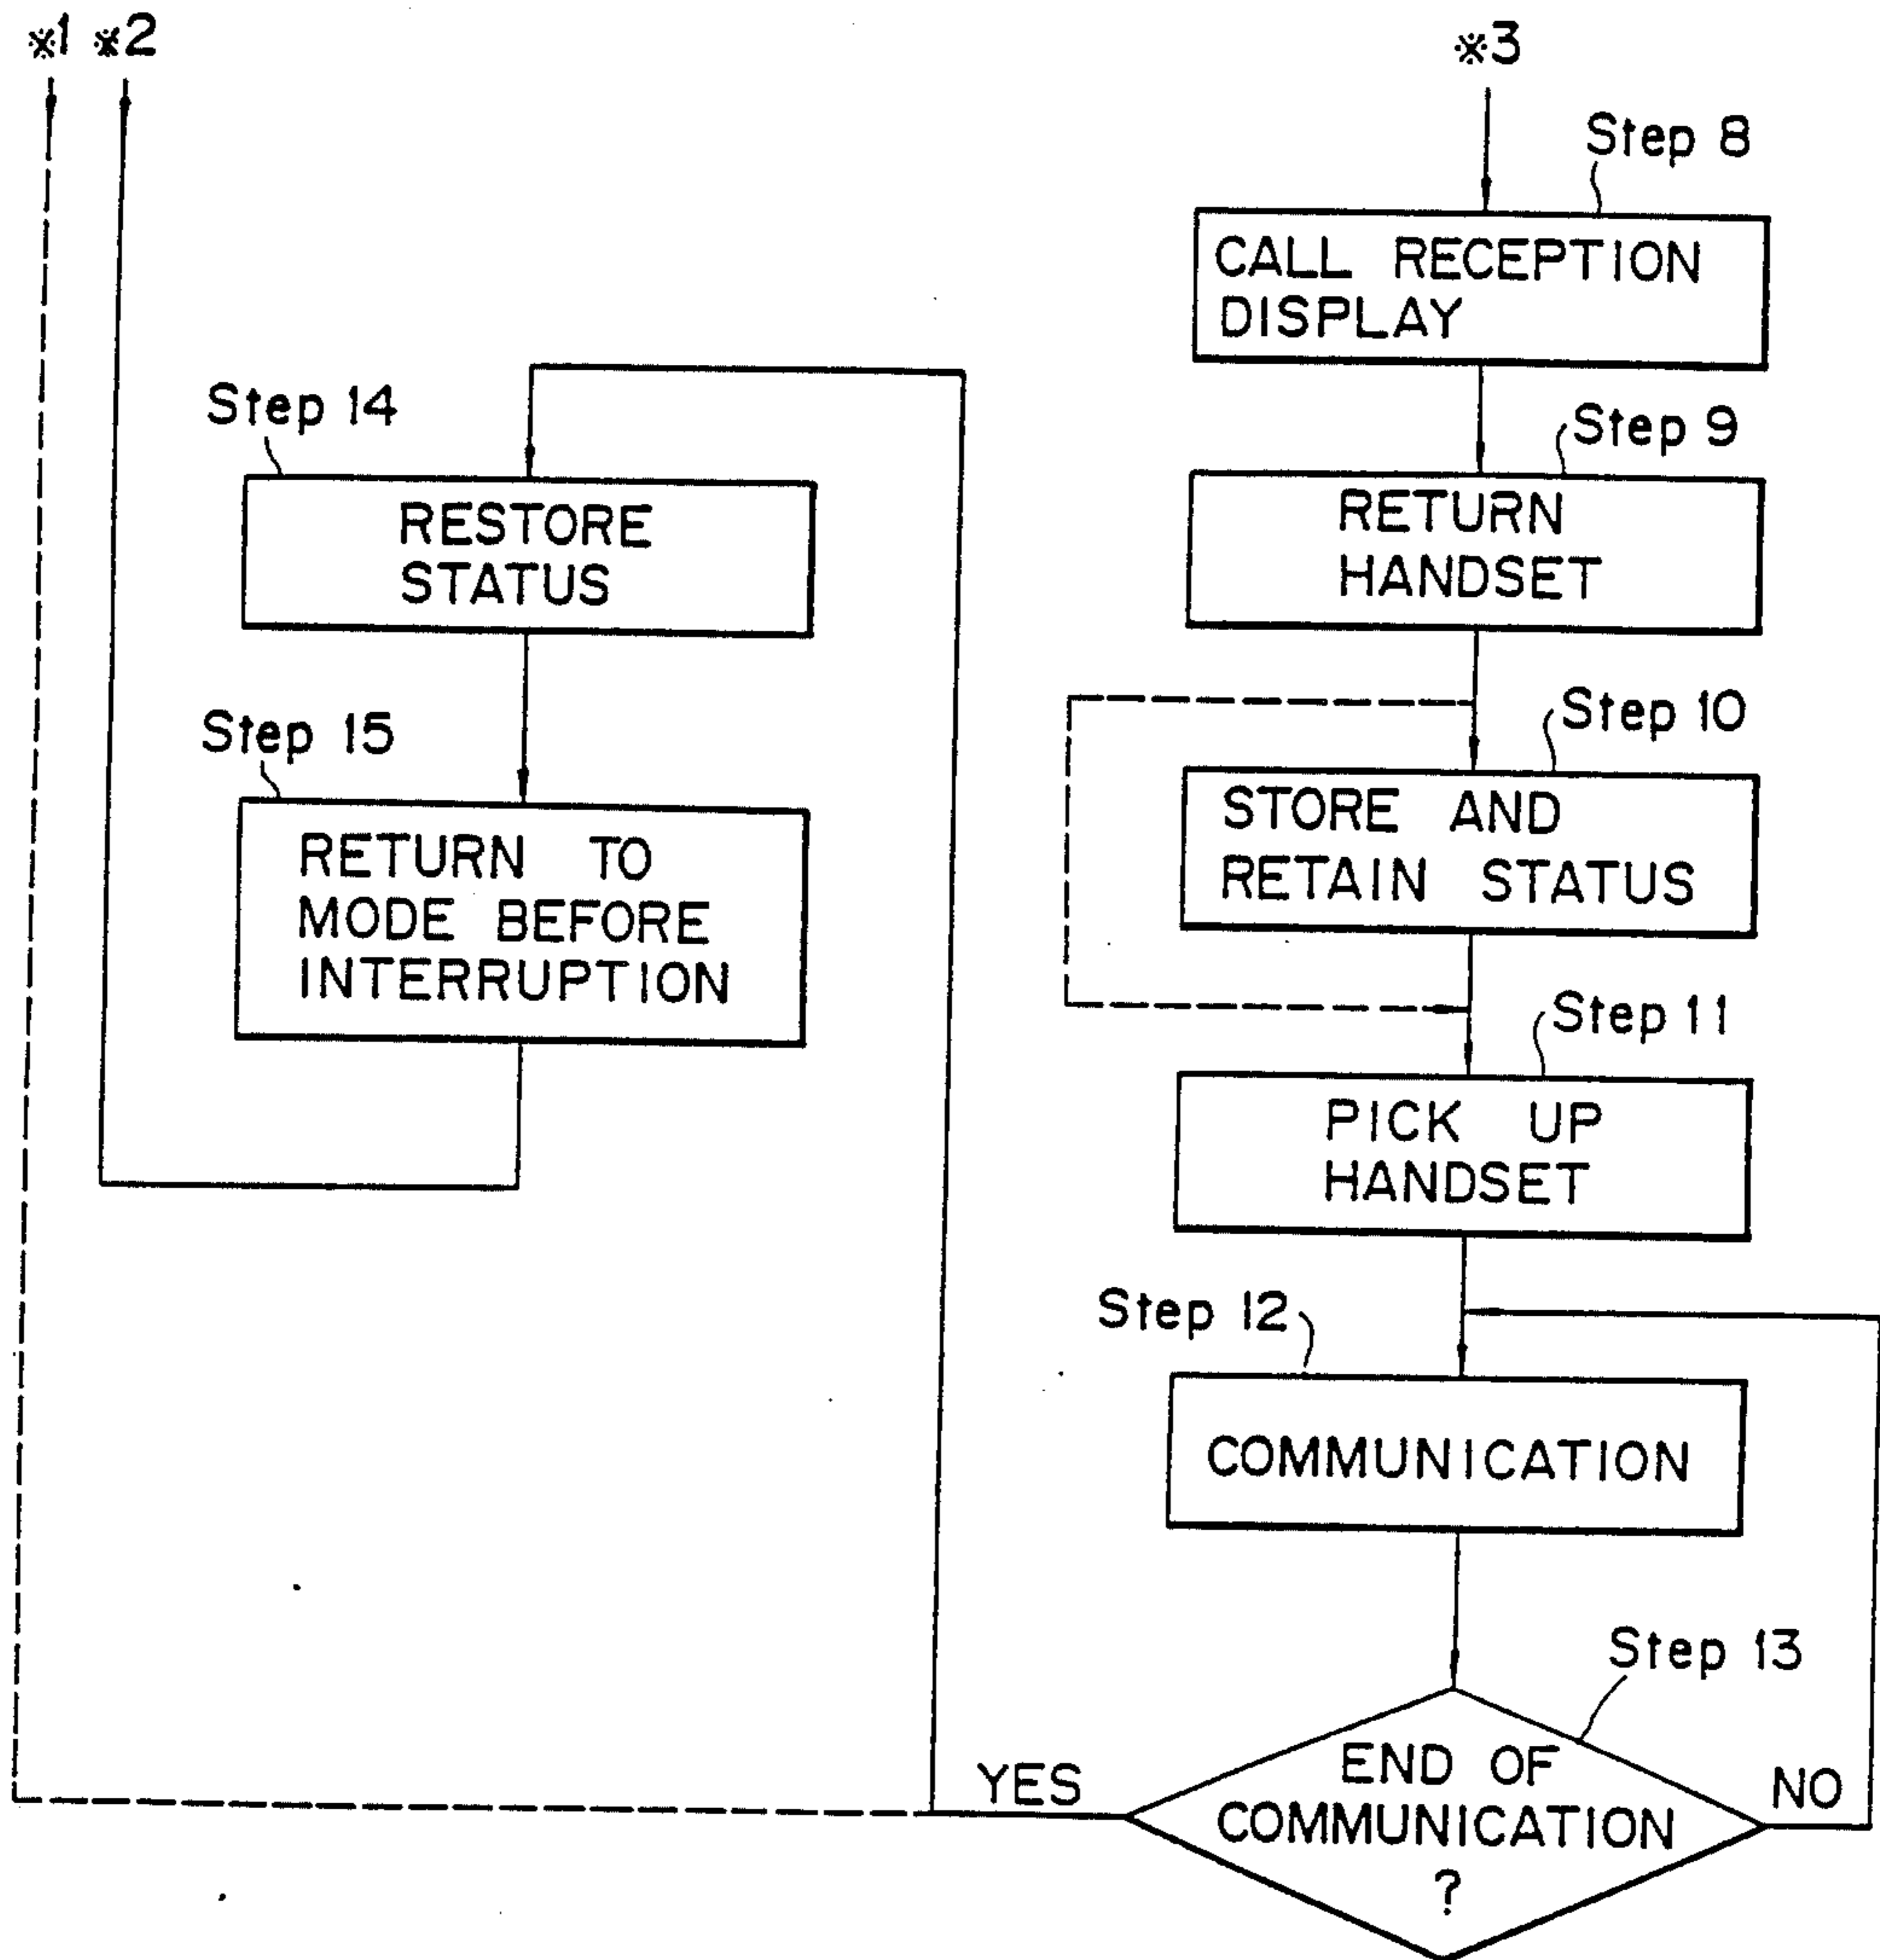 ※1 ※2
※3
Step 8
CALL RECEPTION
DISPLAY
Step 9
RETURN
HANDSET
Step 10
STORE AND
RETAIN STATUS
Step 11
PICK UP
HANDSET
Step 12
COMMUNICATION
Step 13
END OF
COMMUNICATION
?
YES
NO
Step 14
RESTORE
STATUS
Step 15
RETURN TO
MODE BEFORE
INTERRUPTION